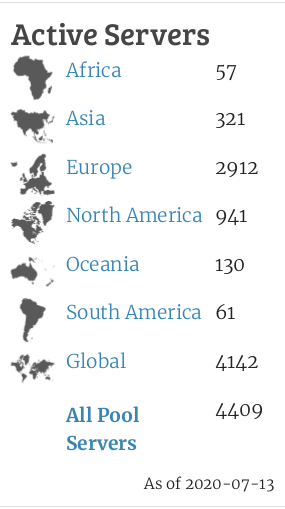 Active Servers
Africa 57
Asia 321
Europe 2912
North America 941
Oceania 130
South America 61
Global 4142
All Pool 4409
Servers
As of 2020-07-13